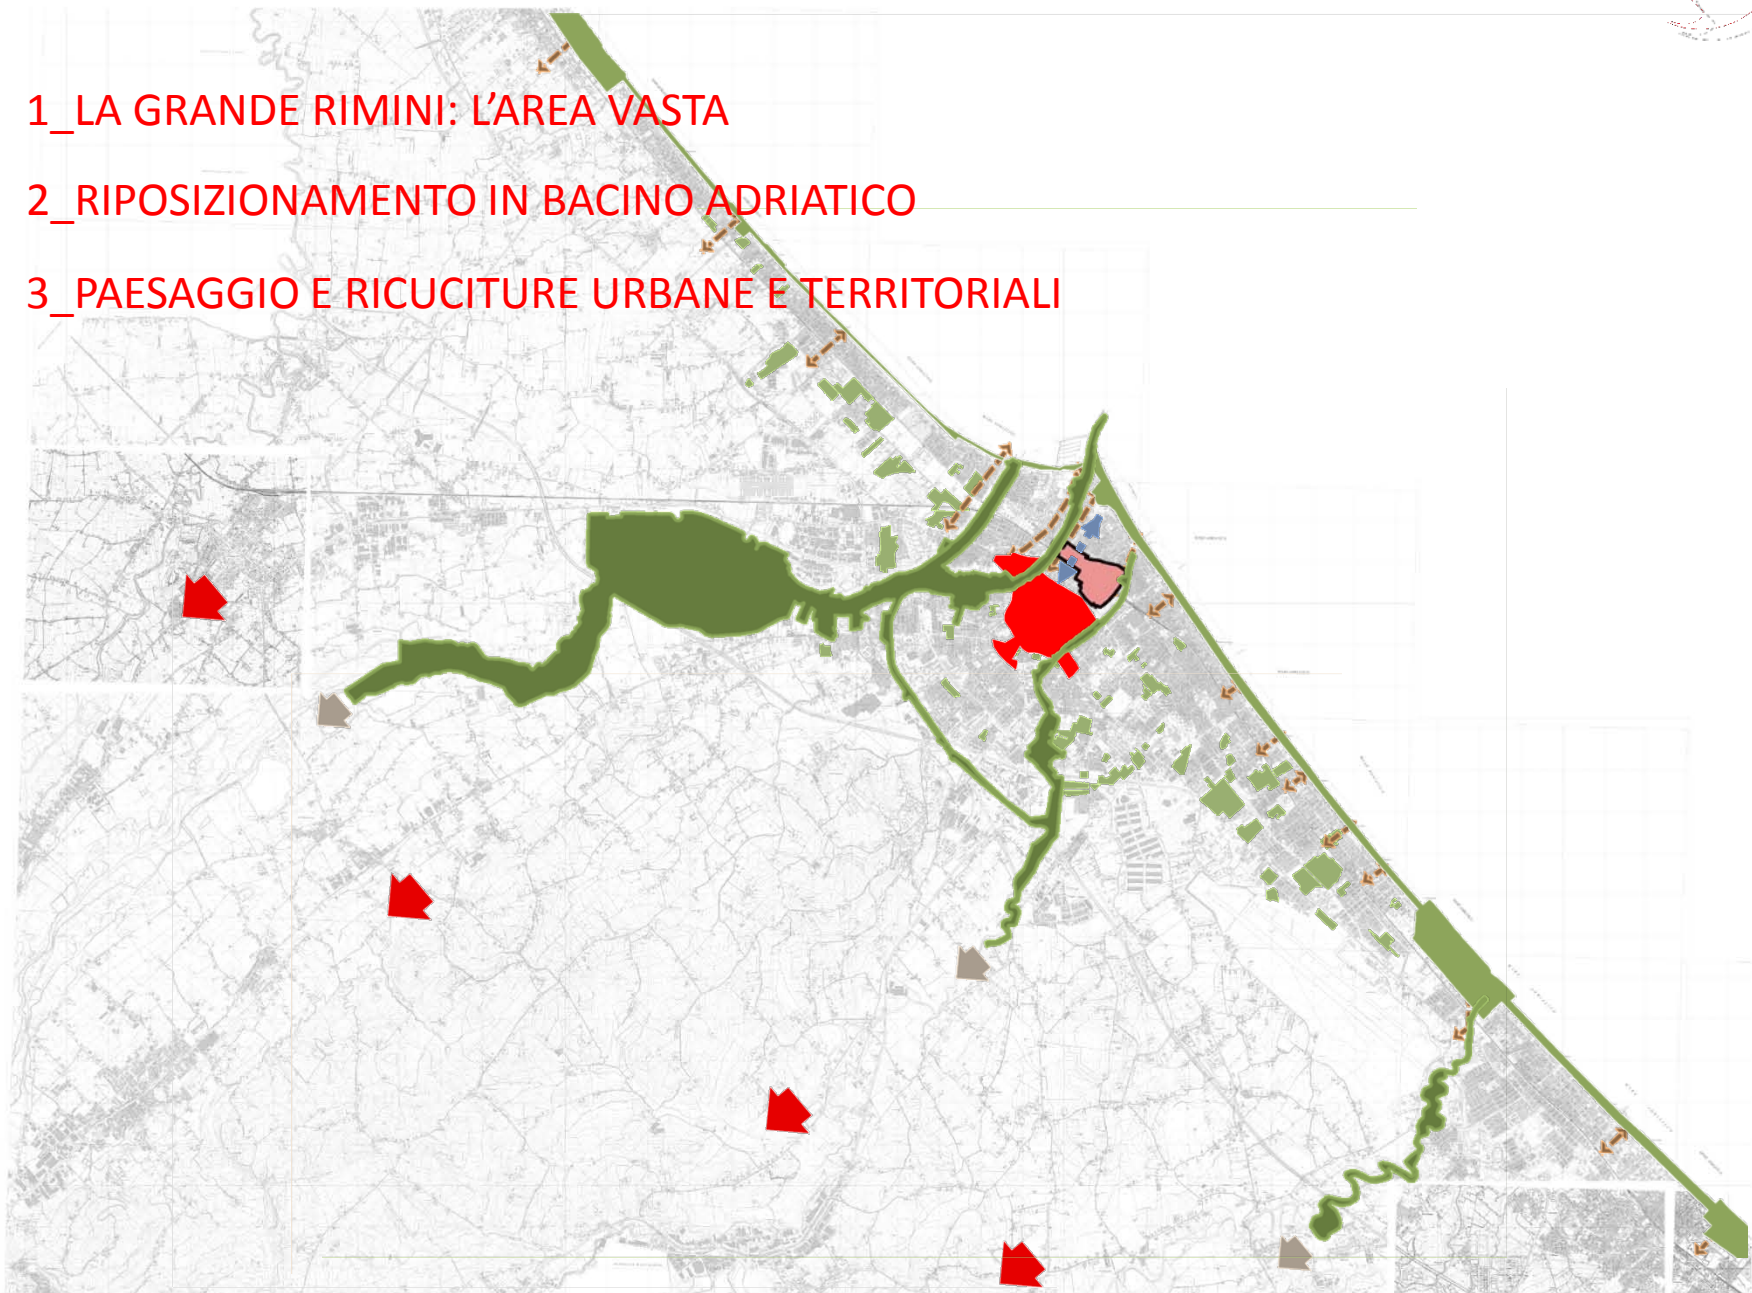 1_LA GRANDE RIMINI: L’AREA VASTA
2_RIPOSIZIONAMENTO IN BACINO ADRIATICO
3_PAESAGGIO E RICUCITURE URBANE E TERRITORIALI